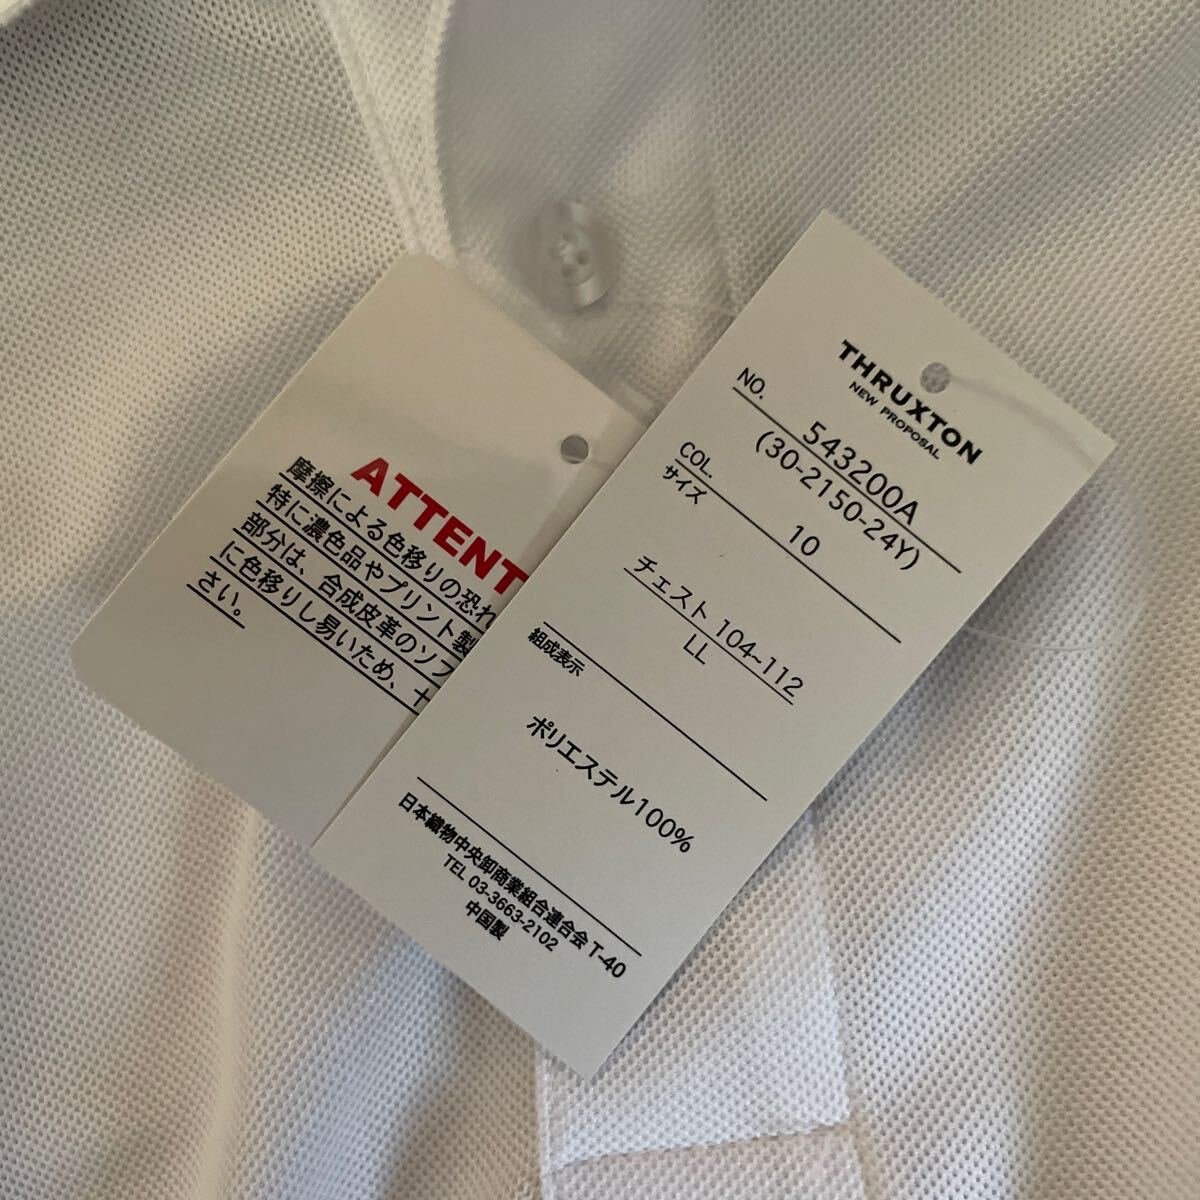 ATTENT
摩擦による色移りの恐れ
特に濃色品やプリント製
部分は、合成皮革のソフ
に色移りし易いため、十
さい。
THRUXTON
NEW PROPOSAL
NO.
543200A
(30-2150-24Y)
COL. 10
サイズ
チェスト 104~112
LL
組成表示
ポリエステル100%
日本織物中央卸商業組合連合会 T-40
TEL 03-3663-2102
中国製